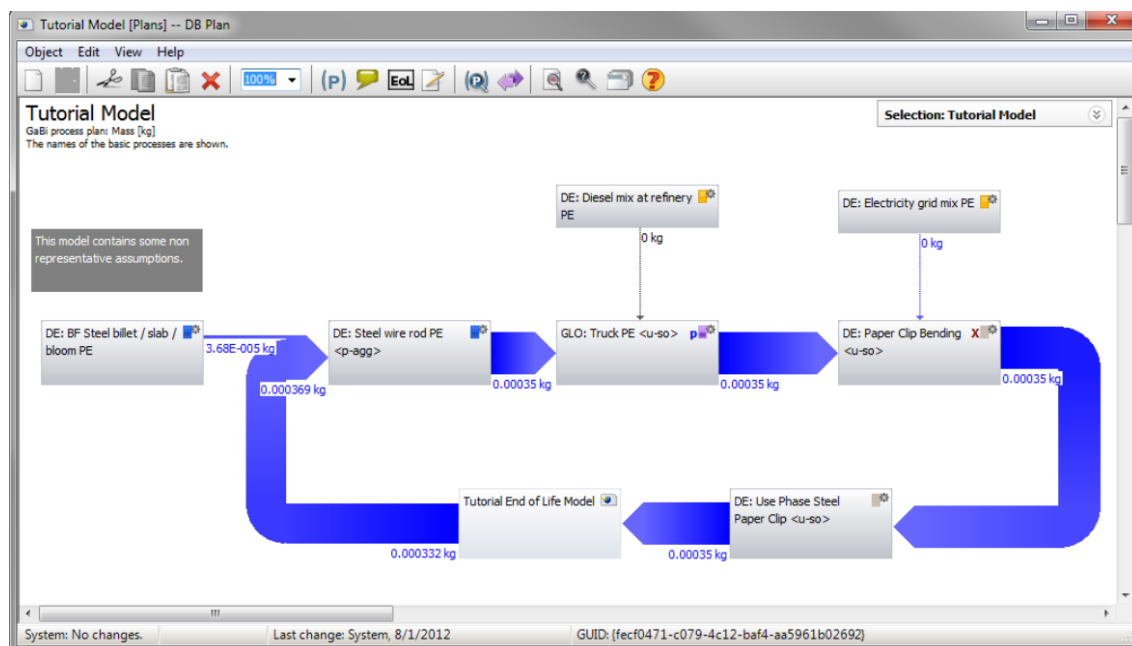 Tutorial Model [Plans] -- DB Plan
Object Edit View Help
100% (P) EoL (P) ?
Tutorial Model
GaBi process plan: Mass [kg]
The names of the basic processes are shown.
Selection: Tutorial Model
DE: Diesel mix at refinery
PE
DE: Electricity grid mix PE
This model contains some non
representative assumptions.
0 kg
0 kg
DE: BF Steel billet / slab /
bloom PE
3.68E-005 kg
0.000369 kg
DE: Steel wire rod PE
<p-agg>
0.00035 kg
GLO: Truck PE <u-so> p
0.00035 kg
DE: Paper Clip Bending X
<u-so>
0.00035 kg
Tutorial End of Life Model
DE: Use Phase Steel
Paper Clip <u-so>
0.000332 kg
0.00035 kg
System: No changes.
Last change: System, 8/1/2012
GUID: {fecf0471-c079-4c12-baf4-aa5961b02692}